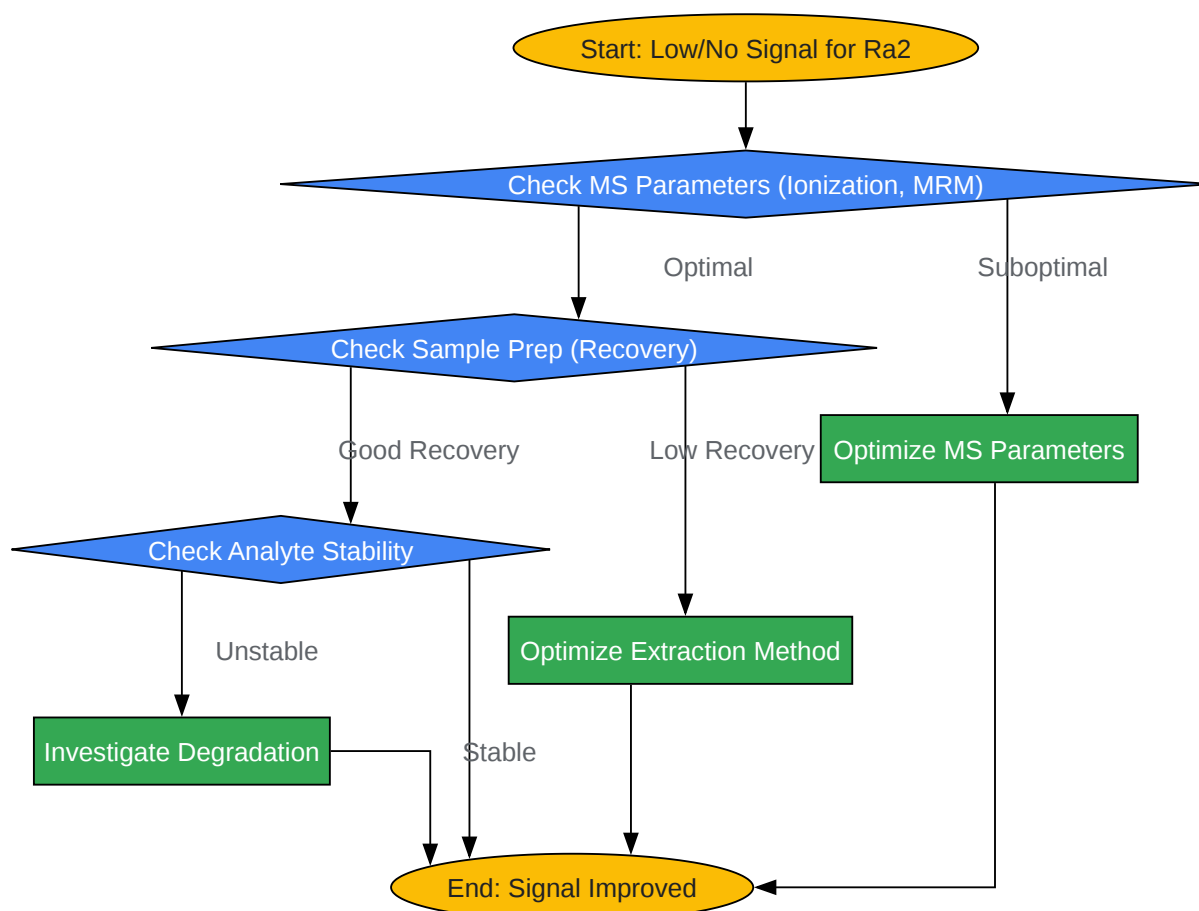 Start: Low/No Signal for Ra2
Check MS Parameters (Ionization, MRM)
Optimal
Suboptimal
Check Sample Prep (Recovery)
Good Recovery
Low Recovery
Optimize MS Parameters
Check Analyte Stability
Unstable
Optimize Extraction Method
Investigate Degradation
Stable
End: Signal Improved